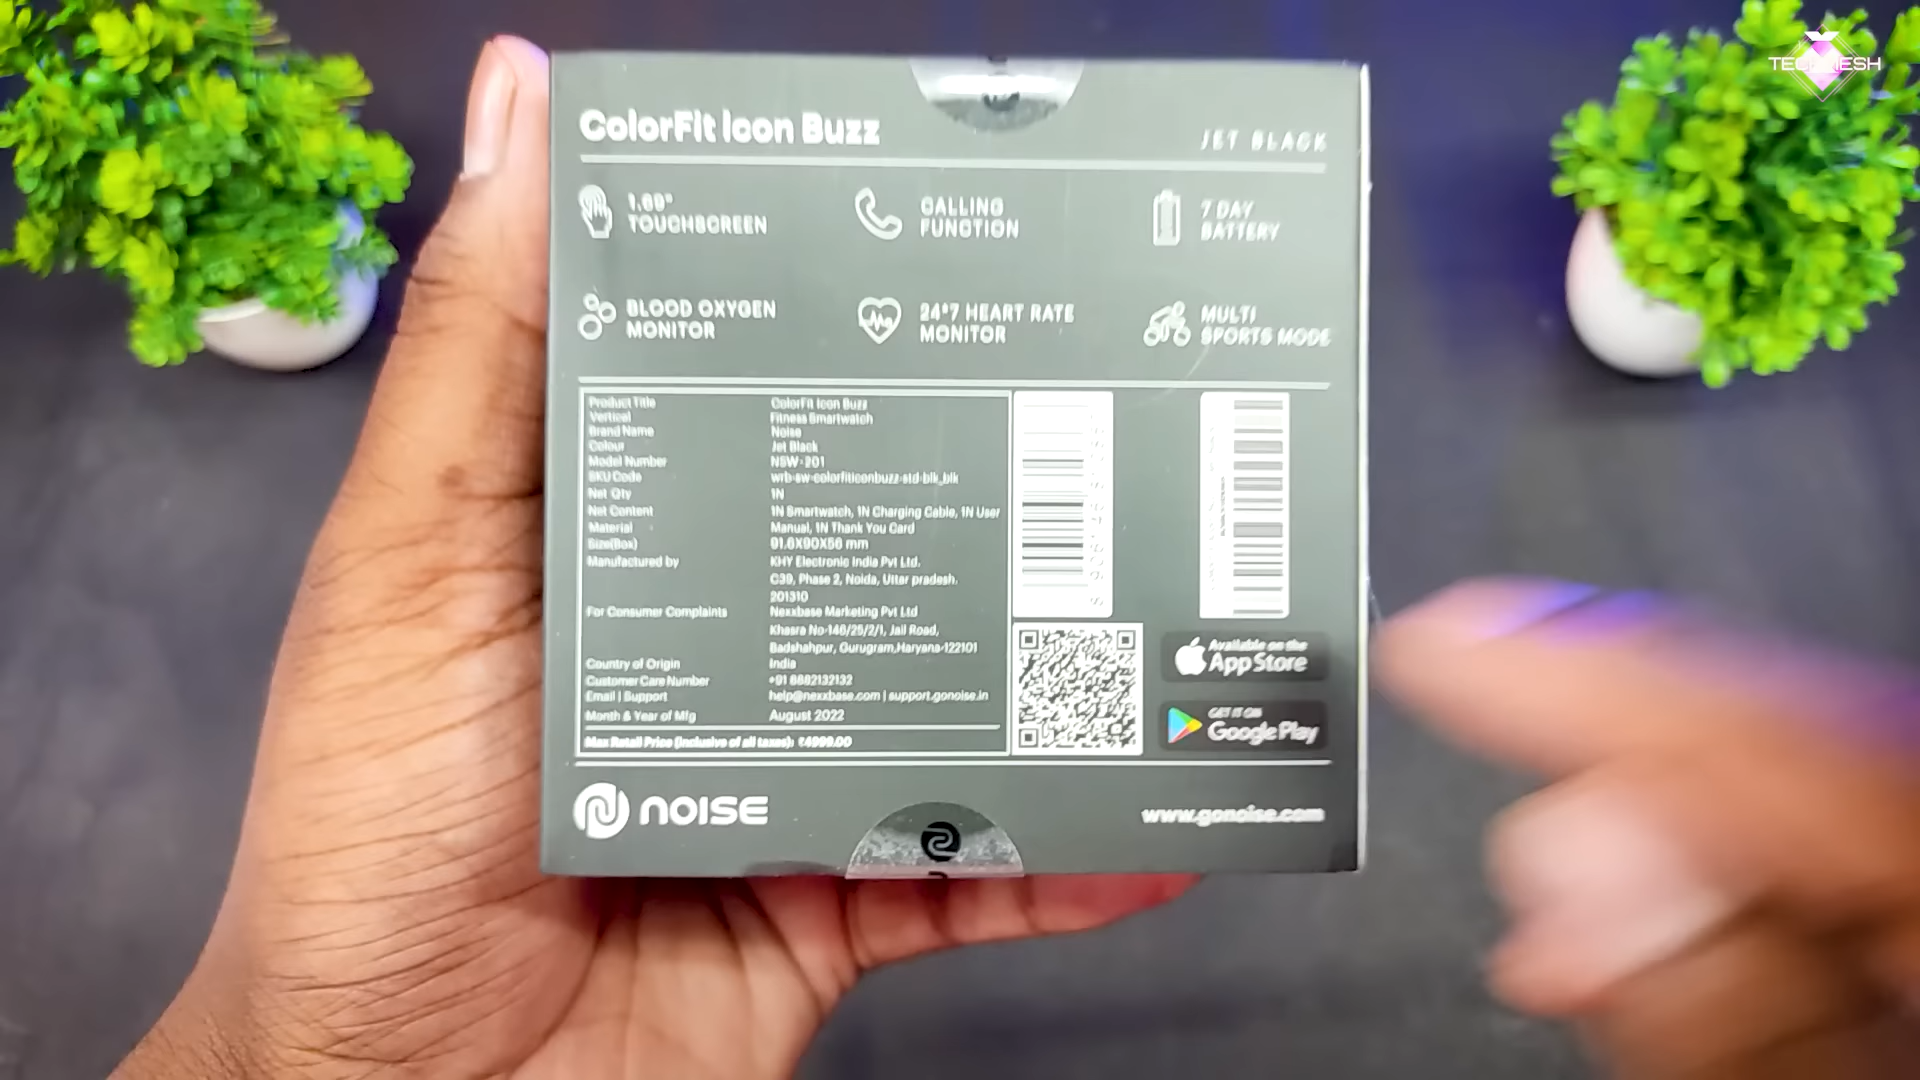 ColorFit Icon Buzz
JET BLACK
1.69"
TOUCHSCREEN
CALLING
FUNCTION
7 DAY
BATTERY
BLOOD OXYGEN
MONITOR
24*7 HEART RATE
MONITOR
MULTI
SPORTS MODE
Product Title ColorFit Icon Buzz
Vertical Fitness Smartwatch
Brand Name Noise
Colour Jet Black
Model Number NSW-201
SKU Code wrb-sw-colorfiticonbuzz-std-blk_blk
Net Qty 1N
Net Content 1N Smartwatch, 1N Charging Cable, 1N User
Material Manual, 1N Thank You Card
Size(Box) 91.6X90X56 mm
Manufactured by KHY Electronic India Pvt Ltd.
C39, Phase 2, Noida, Uttar pradesh.
201310
For Consumer Complaints Nexxbase Marketing Pvt Ltd
Khasra No-146/25/2/1, Jail Road,
Badshahpur, Gurugram,Haryana-122101
Country of Origin India
Customer Care Number +91 8882132132
Email | Support help@nexxbase.com | support.gonoise.in
Month & Year of Mfg August 2022
Max Retail Price (inclusive of all taxes): ₹4999.00
Available on the
App Store
GET IT ON
Google Play
NOISE
www.gonoise.com